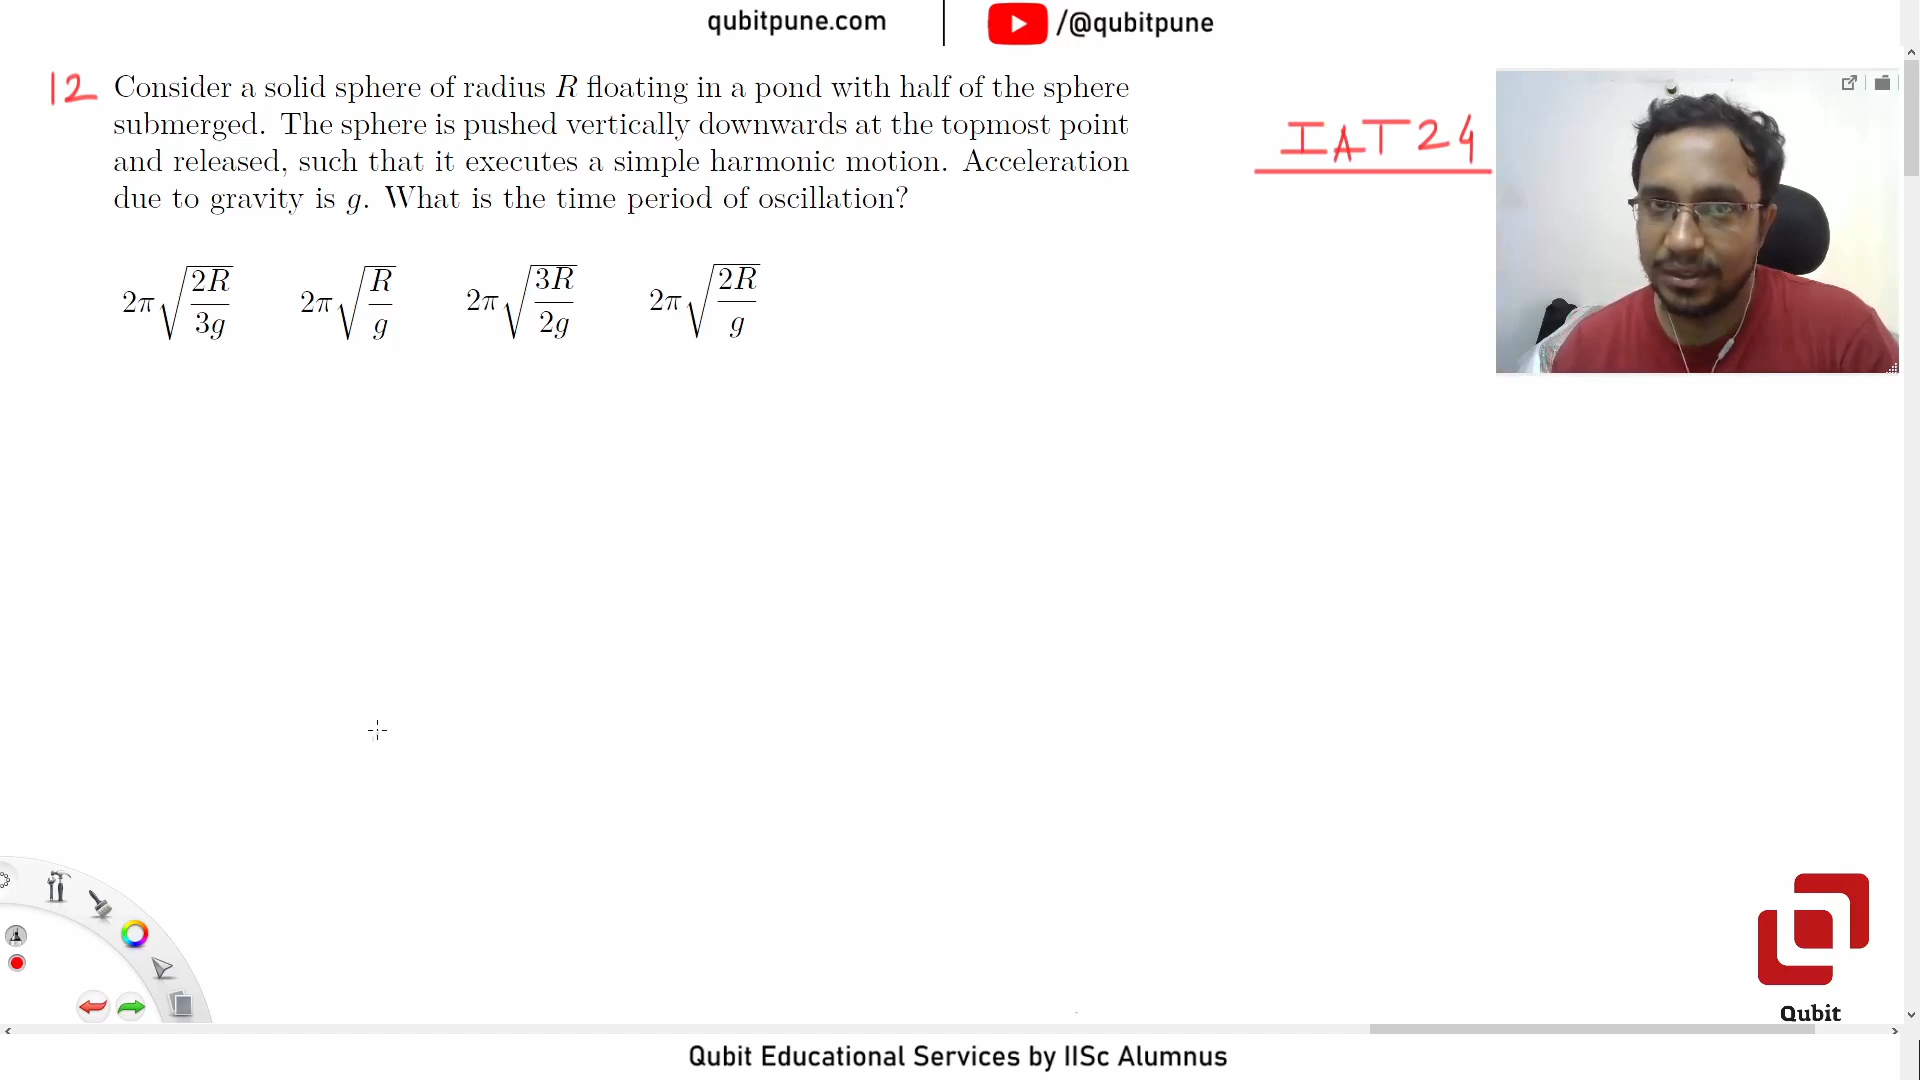 qubitpune.com | /@qubitpune
12 Consider a solid sphere of radius R floating in a pond with half of the sphere
submerged. The sphere is pushed vertically downwards at the topmost point
and released, such that it executes a simple harmonic motion. Acceleration
due to gravity is g. What is the time period of oscillation?
IAT24
2π√(2R/3g) 2π√(R/g) 2π√(3R/2g) 2π√(2R/g)
Qubit
Qubit Educational Services by IISc Alumnus